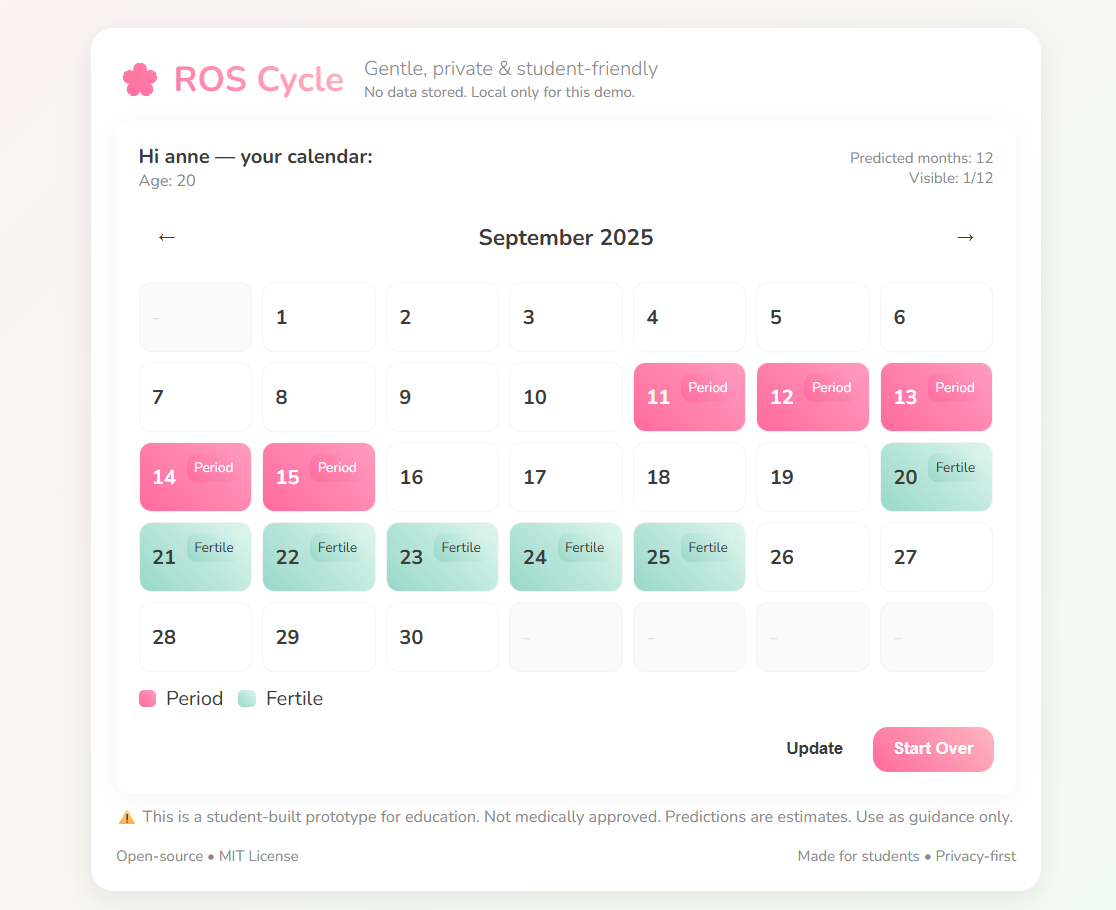 ROS Cycle
Gentle, private & student-friendly
No data stored. Local only for this demo.
Hi anne — your calendar:
Age: 20
Predicted months: 12
Visible: 1/12
← September 2025 →
- 1 2 3 4 5 6
7 8 9 10 11 Period 12 Period 13 Period
14 Period 15 Period 16 17 18 19 20 Fertile
21 Fertile 22 Fertile 23 Fertile 24 Fertile 25 Fertile 26 27
28 29 30 - - - -
Period Fertile
Update Start Over
⚠️ This is a student-built prototype for education. Not medically approved. Predictions are estimates. Use as guidance only.
Open-source • MIT License Made for students • Privacy-first